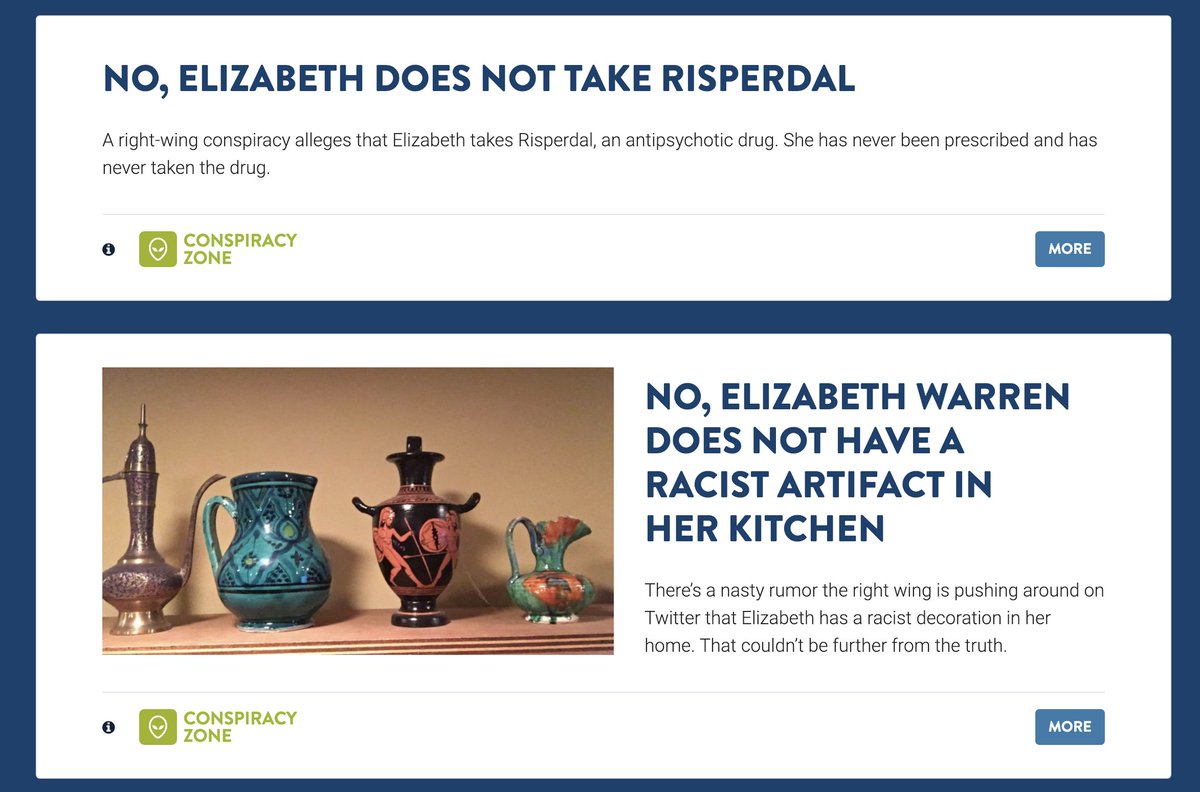 NO, ELIZABETH DOES NOT TAKE RISPERDAL
A right-wing conspiracy alleges that Elizabeth takes Risperdal, an antipsychotic drug. She has never been prescribed and has
never taken the drug.
CONSPIRACY
ZONE
MORE
NO, ELIZABETH WARREN
DOES NOT HAVE A
RACIST ARTIFACT IN
HER KITCHEN
There’s a nasty rumor the right wing is pushing around on
Twitter that Elizabeth has a racist decoration in her
home. That couldn’t be further from the truth.
CONSPIRACY
ZONE
MORE